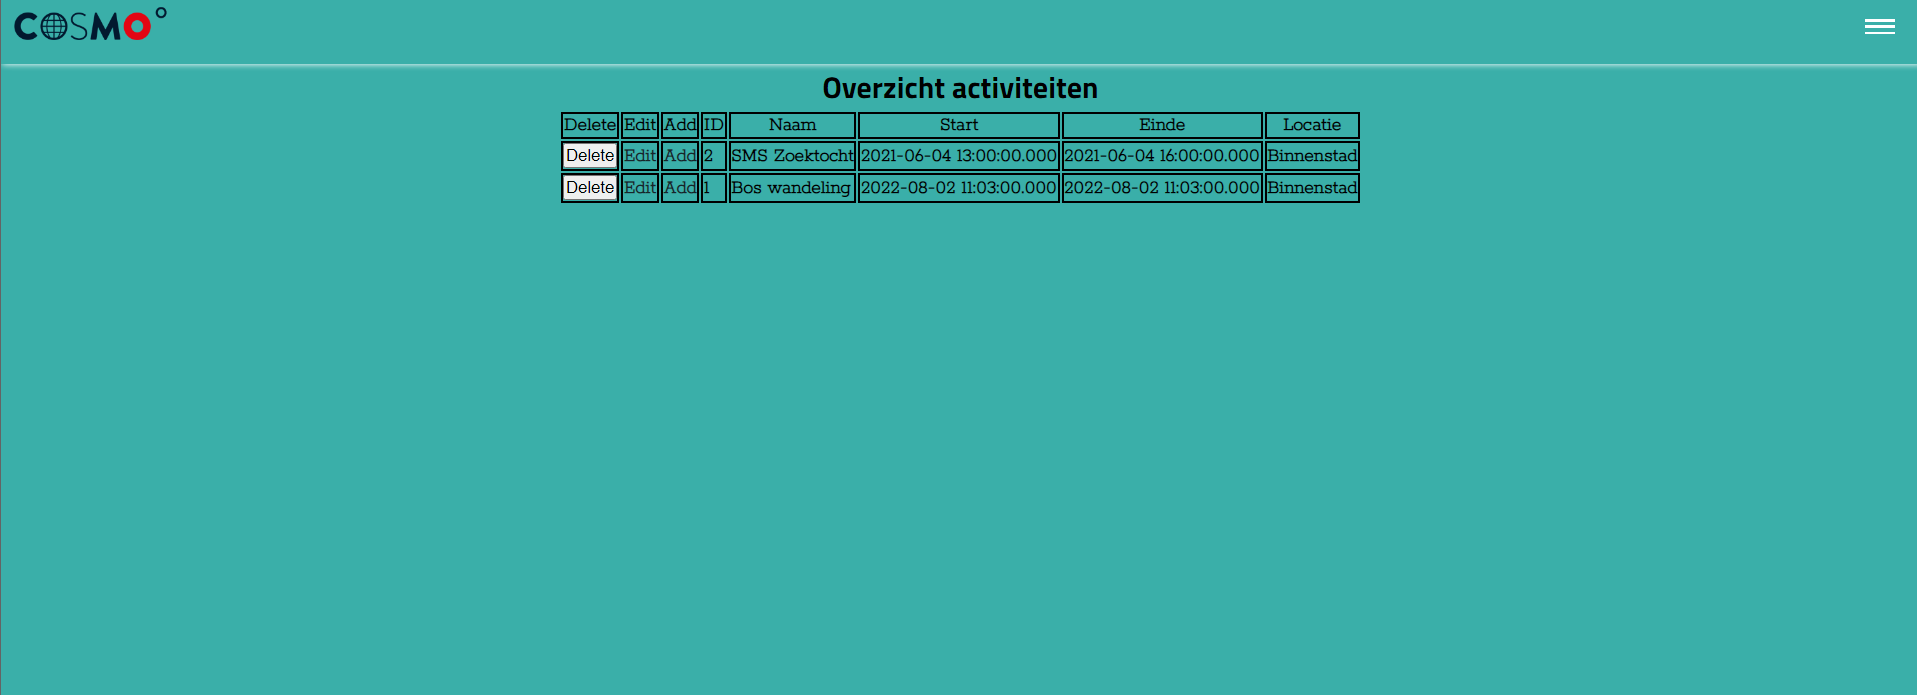 COSMO
Overzicht activiteiten
Delete Edit Add ID Naam Start Einde Locatie
Delete Edit Add 2 SMS Zoektocht 2021-06-04 13:00:00.000 2021-06-04 16:00:00.000 Binnenstad
Delete Edit Add 1 Bos wandeling 2022-08-02 11:03:00.000 2022-08-02 11:03:00.000 Binnenstad